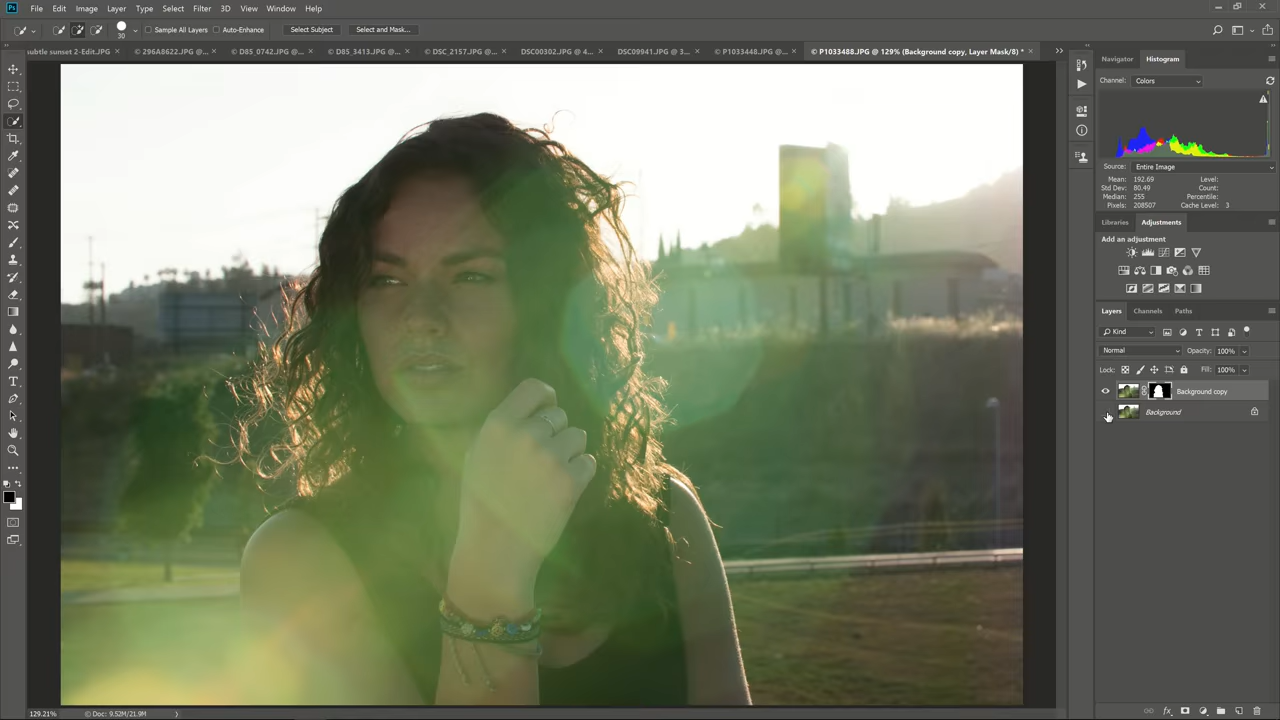 Ps File Edit Image Layer Type Select Filter 3D View Window Help
30 Sample All Layers Auto-Enhance Select Subject Select and Mask...
ubtle sunset 2-Edit.JPG © 296A8622.JPG @ ... © D85_0742.JPG @ ... © D85_3413.JPG @ ... © DSC_2157.JPG @ ... DSC00302.JPG @ 4... DSC09941.JPG @ 3... © P1033448.JPG @ ... © P1033488.JPG @ 129% (Background copy, Layer Mask/8) *
Navigator Histogram
Channel: Colors
Source: Entire Image
Mean: 192.69 Level:
Std Dev: 80.49 Count:
Median: 255 Percentile:
Pixels: 208507 Cache Level: 3
Libraries Adjustments
Add an adjustment
Layers Channels Paths
Kind
Normal Opacity: 100%
Lock: Fill: 100%
Background copy
Background
129.21% © Doc: 9.52M/21.9M